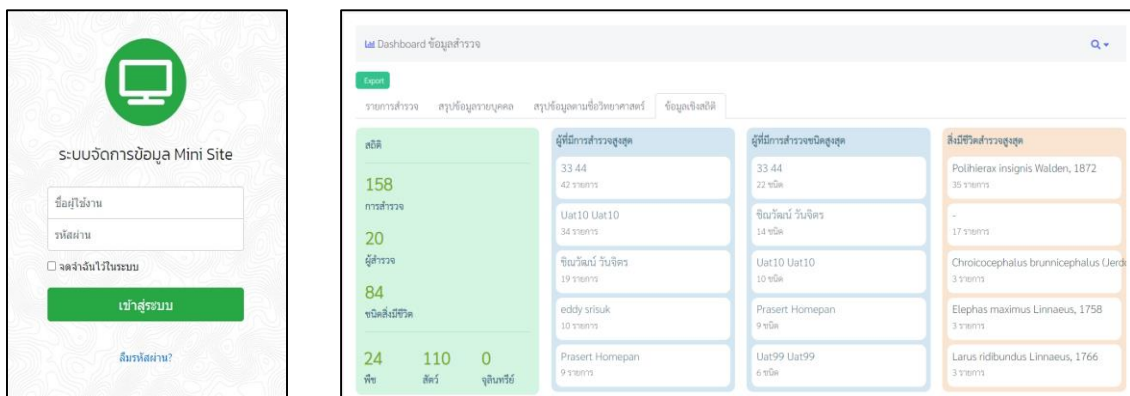 ระบบจัดการข้อมูล Mini Site
ชื่อผู้ใช้งาน
รหัสผ่าน
จดจำฉันไว้ในระบบ
เข้าสู่ระบบ
ลืมรหัสผ่าน?
Dashboard ข้อมูลสำรวจ
Export
รายการสำรวจ สรุปข้อมูลรายบุคคล สรุปข้อมูลตามชื่อวิทยาศาสตร์ ข้อมูลเชิงสถิติ
สถิติ
158
การสำรวจ
20
ผู้สำรวจ
84
ชนิดสิ่งมีชีวิต
24 110 0
พืช สัตว์ จุลินทรีย์
ผู้ที่มีการสำรวจสูงสุด
33 44
42 รายการ
Uat10 Uat10
34 รายการ
ชิณวัฒน์ วันจิตร
19 รายการ
eddy srisuk
10 รายการ
Prasert Homepan
9 รายการ
ผู้ที่มีการสำรวจชนิดสูงสุด
33 44
22 ชนิด
ชิณวัฒน์ วันจิตร
14 ชนิด
Uat10 Uat10
10 ชนิด
Prasert Homepan
9 ชนิด
Uat99 Uat99
6 ชนิด
สิ่งมีชีวิตสำรวจสูงสุด
Polihierax insignis Walden, 1872
35 รายการ
-
17 รายการ
Chroicocephalus brunnicephalus (Jerdo
3 รายการ
Elephas maximus Linnaeus, 1758
3 รายการ
Larus ridibundus Linnaeus, 1766
3 รายการ